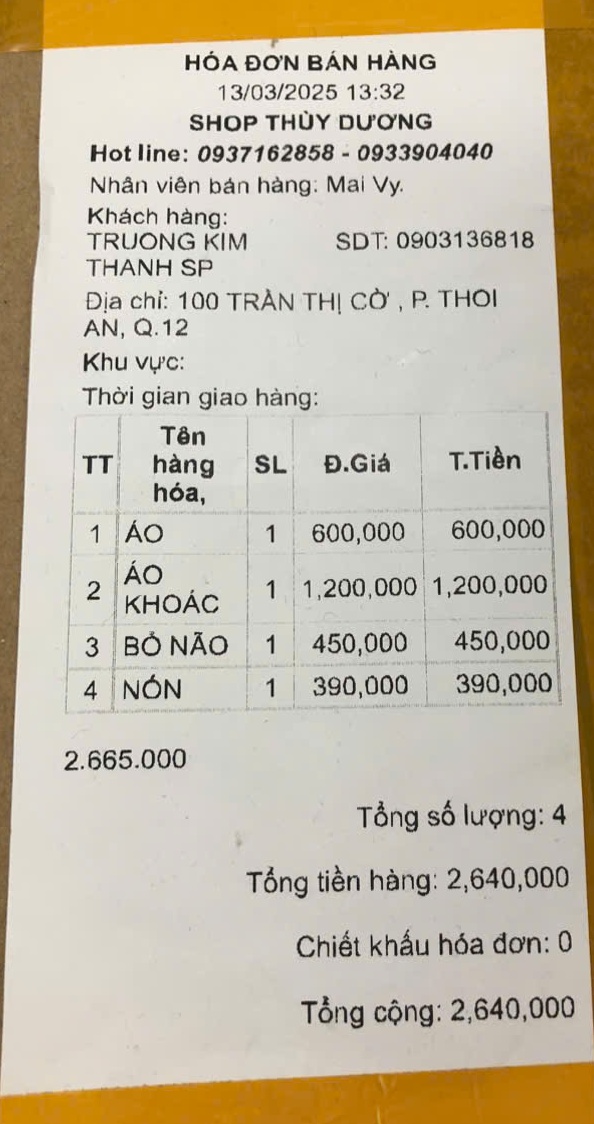 HÓA ĐƠN BÁN HÀNG
13/03/2025 13:32
SHOP THÙY DƯƠNG
Hot line: 0937162858 - 0933904040
Nhân viên bán hàng: Mai Vy.
Khách hàng:
TRUONG KIM THANH SP SDT: 0903136818
Địa chỉ: 100 TRẦN THỊ CỜ , P. THOI
AN, Q.12
Khu vực:
Thời gian giao hàng:
TT Tên hàng hóa, SL Đ.Giá T.Tiền
1 ÁO 1 600,000 600,000
2 ÁO KHOÁC 1 1,200,000 1,200,000
3 BỎ NÃO 1 450,000 450,000
4 NÓN 1 390,000 390,000
2.665.000
Tổng số lượng: 4
Tổng tiền hàng: 2,640,000
Chiết khấu hóa đơn: 0
Tổng cộng: 2,640,000